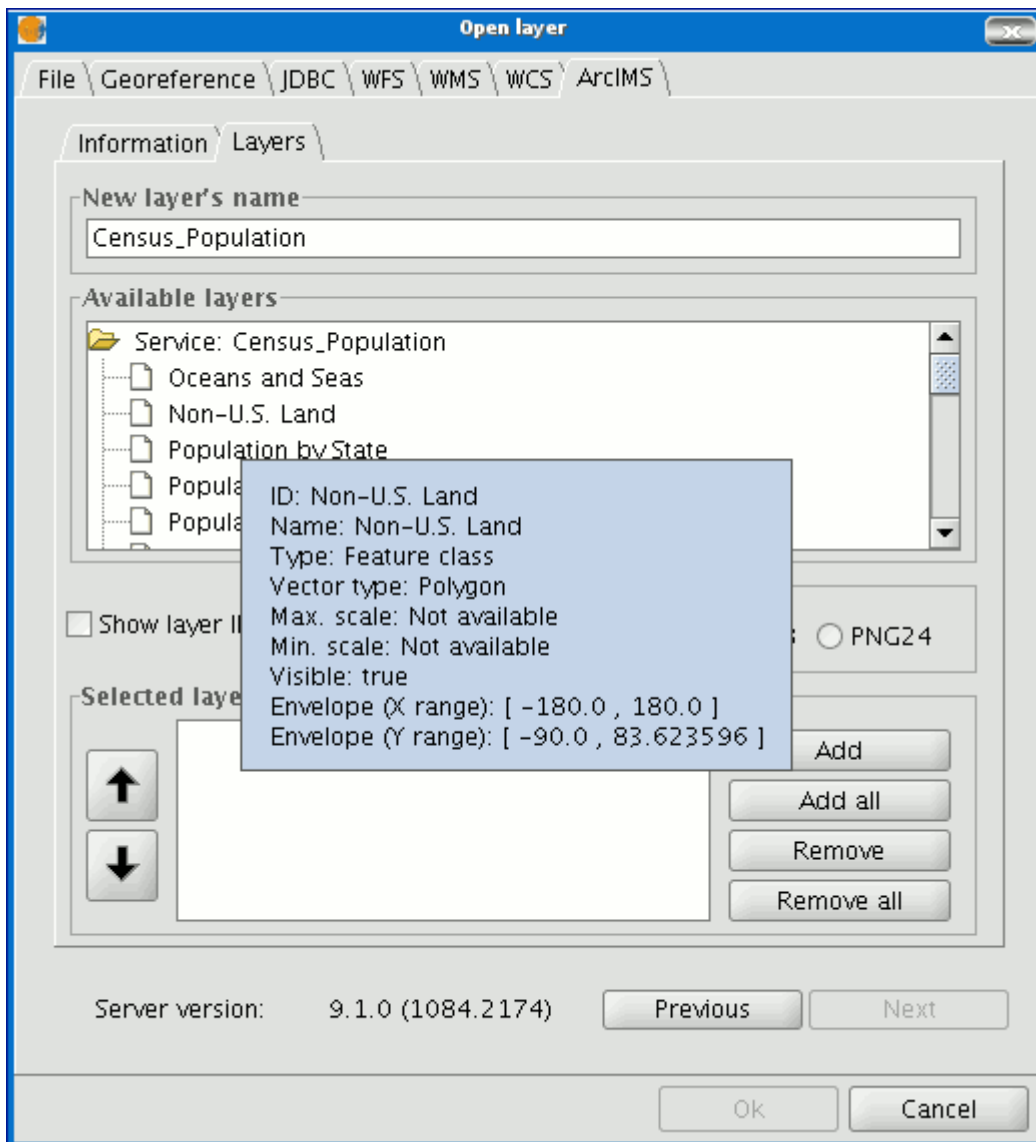 Open layer
File Georeference JDBC WFS WMS WCS ArcIMS
Information Layers
New layer's name
Census_Population
Available layers
Service: Census_Population
Oceans and Seas
Non-U.S. Land
Population by State
Popula
Popula
ID: Non-U.S. Land
Name: Non-U.S. Land
Type: Feature class
Vector type: Polygon
Max. scale: Not available
Min. scale: Not available
Visible: true
Envelope (X range): [ -180.0 , 180.0 ]
Envelope (Y range): [ -90.0 , 83.623596 ]
Show layer I
PNG24
Selected laye
Add
Add all
Remove
Remove all
Server version: 9.1.0 (1084.2174) Previous Next
Ok Cancel